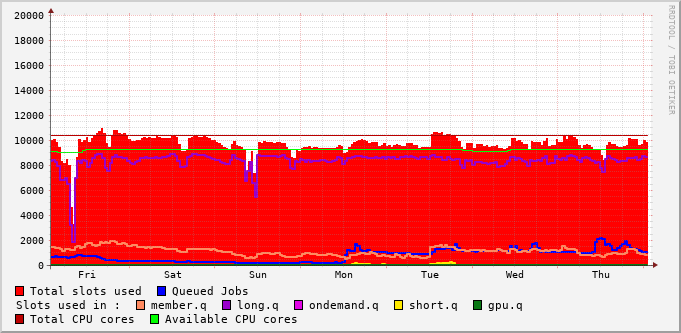 20000
18000
16000
14000
12000
10000
8000
6000
4000
2000
0
Fri Sat Sun Mon Tue Wed Thu
RRDTOOL / TOBI OETIKER
Total slots used Queued Jobs
Slots used in : member.q long.q ondemand.q short.q gpu.q
Total CPU cores Available CPU cores